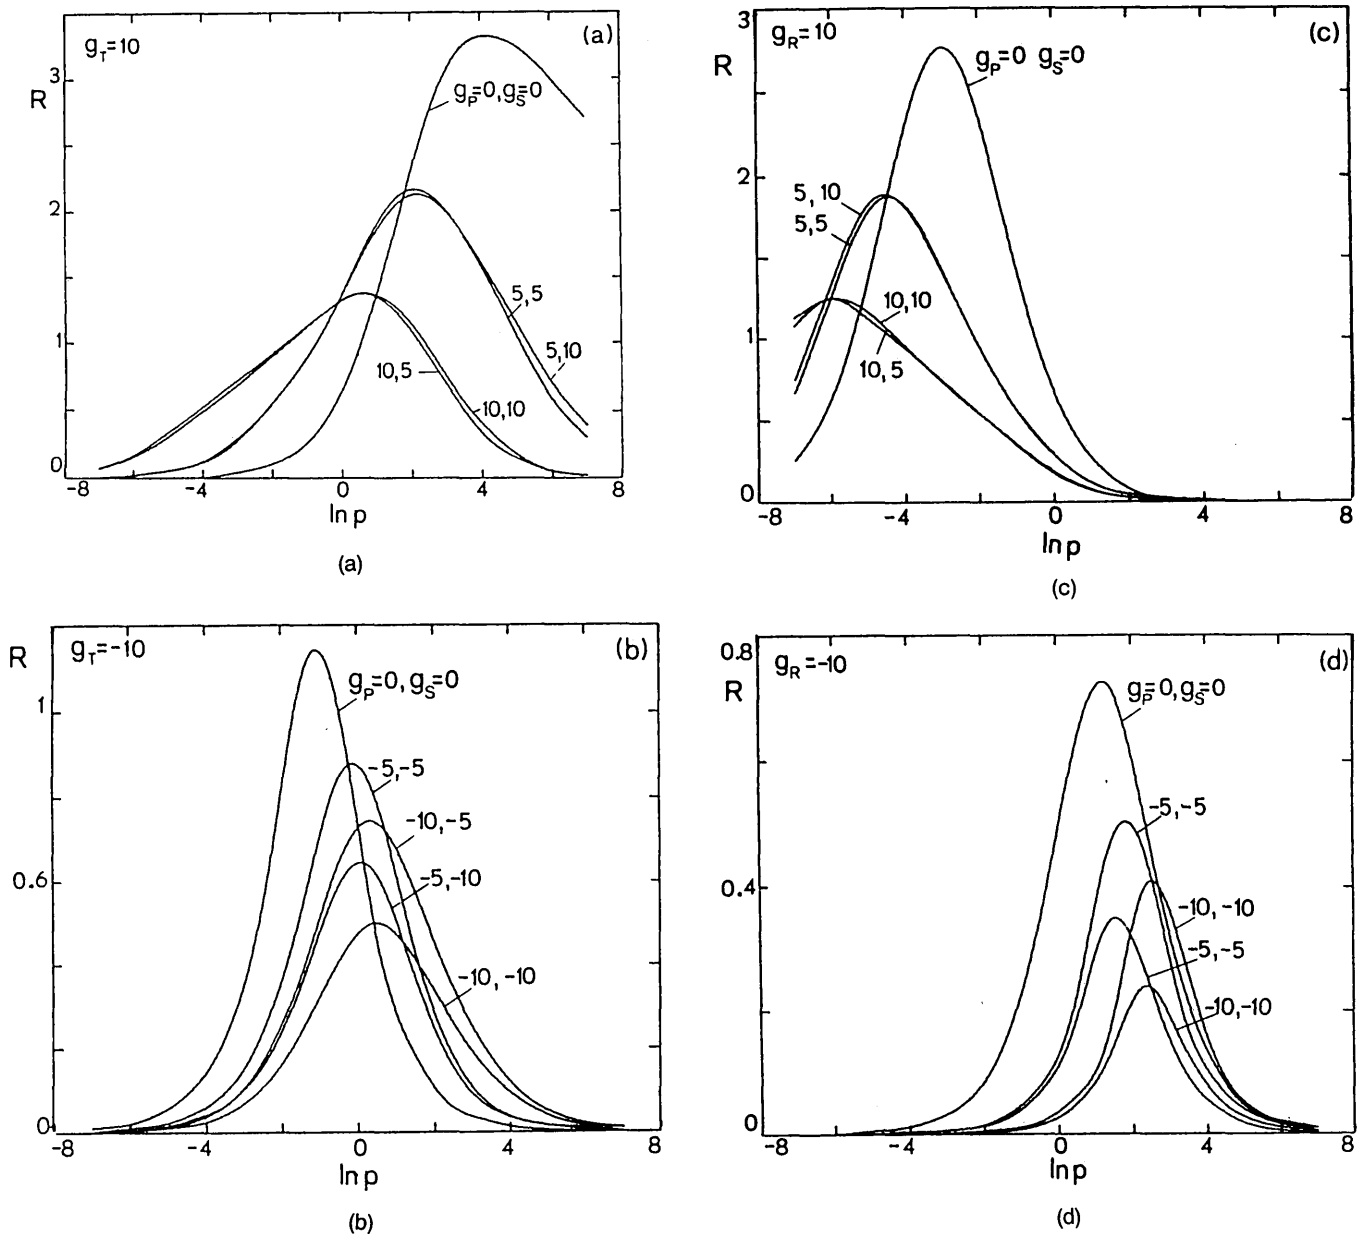 g_T=10
(a)
R
3
2
1
0
g_P=0, g_S=0
5,5
5,10
10,5
10,10
-8
-4
0
4
8
ln p
(a)
g_R=10
(c)
R
3
2
1
0
g_P=0 g_S=0
5,10
5,5
10,10
10,5
-8
-4
0
4
8
ln p
(c)
g_T=-10
(b)
R
1
0.6
0
g_P=0, g_S=0
-5,-5
-10,-5
-5,-10
-10,-10
-8
-4
0
4
8
ln p
(b)
0.8
g_R=-10
(d)
R
0.4
0
g_P=0, g_S=0
-5,-5
-10,-10
-5,-5
-10,-10
-8
-4
0
4
8
ln p
(d)